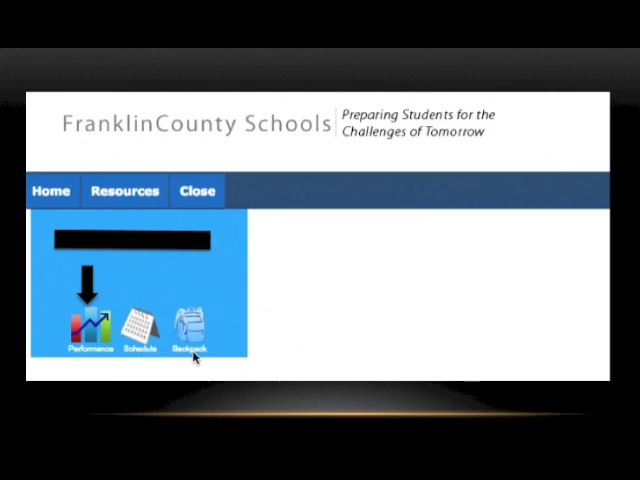 FranklinCounty Schools
Preparing Students for the
Challenges of Tomorrow
Home Resources Close
Performance Schedule Backpack